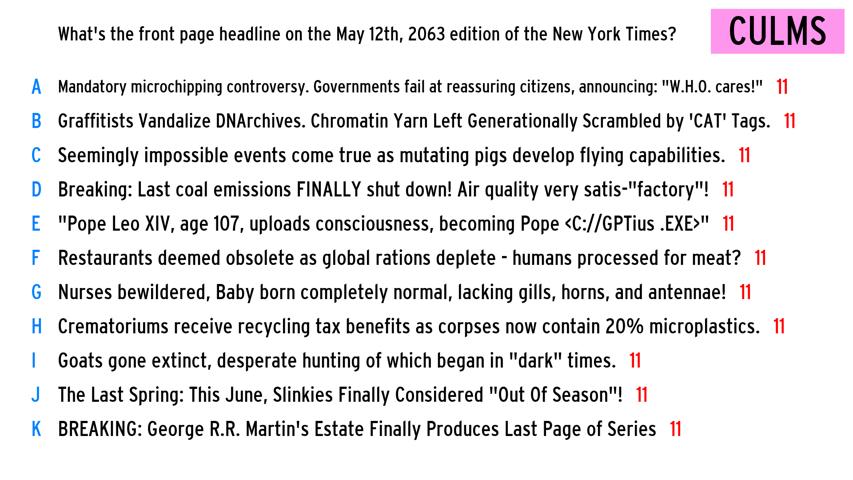 What's the front page headline on the May 12th, 2063 edition of the New York Times?
CULMS
A Mandatory microchipping controversy. Governments fail at reassuring citizens, announcing: "W.H.O. cares!" 11
B Graffitists Vandalize DNArchives. Chromatin Yarn Left Generationally Scrambled by 'CAT' Tags. 11
C Seemingly impossible events come true as mutating pigs develop flying capabilities. 11
D Breaking: Last coal emissions FINALLY shut down! Air quality very satis-"factory"! 11
E "Pope Leo XIV, age 107, uploads consciousness, becoming Pope <C://GPTius .EXE>" 11
F Restaurants deemed obsolete as global rations deplete - humans processed for meat? 11
G Nurses bewildered, Baby born completely normal, lacking gills, horns, and antennae! 11
H Crematoriums receive recycling tax benefits as corpses now contain 20% microplastics. 11
I Goats gone extinct, desperate hunting of which began in "dark" times. 11
J The Last Spring: This June, Slinkies Finally Considered "Out Of Season"! 11
K BREAKING: George R.R. Martin's Estate Finally Produces Last Page of Series 11